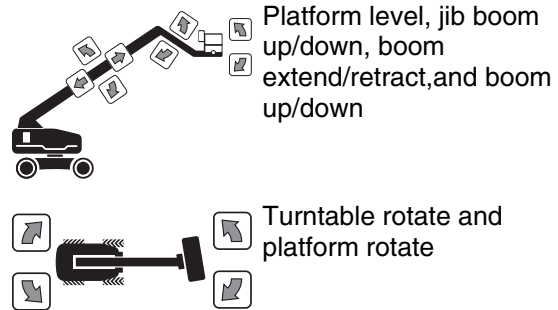 Platform level, jib boom
up/down, boom
extend/retract,and boom
up/down
Turntable rotate and
platform rotate